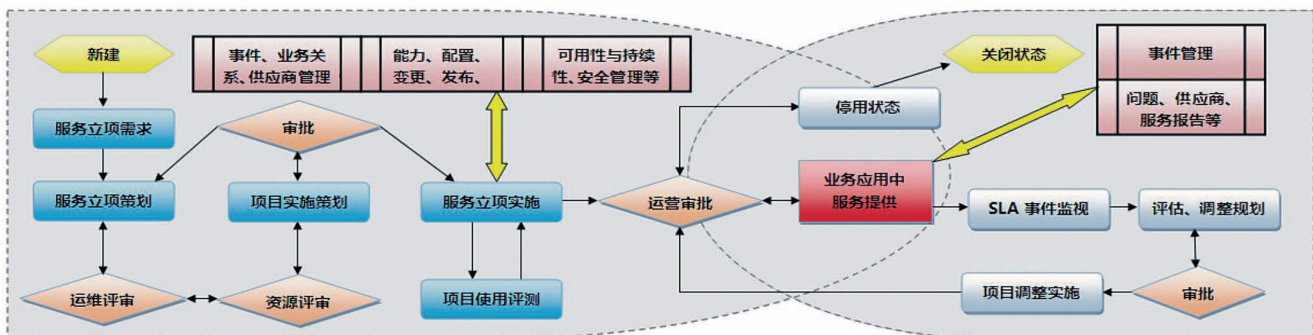 新建
事件、业务关
系、供应商管理
能力、配置、
变更、发布、
可用性与持续
性、安全管理等
关闭状态
事件管理
问题、供应商、
服务报告等
停用状态
服务立项需求
审批
服务立项策划
项目实施策划
服务立项实施
运营审批
业务应用中
服务提供
SLA 事件监视
评估、调整规划
运维评审
资源评审
项目使用评测
项目调整实施
审批